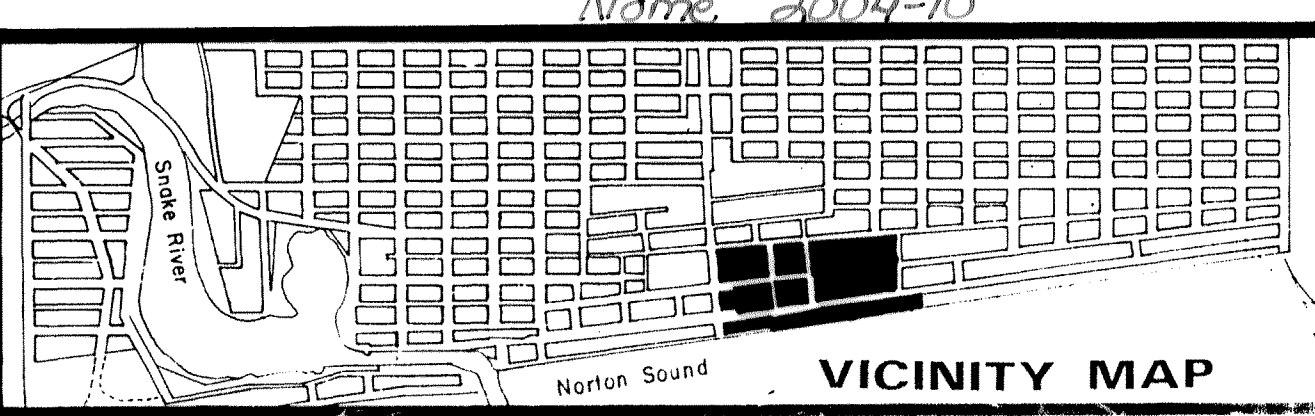 Nome 2004-10
Snake River
Norton Sound
VICINITY MAP